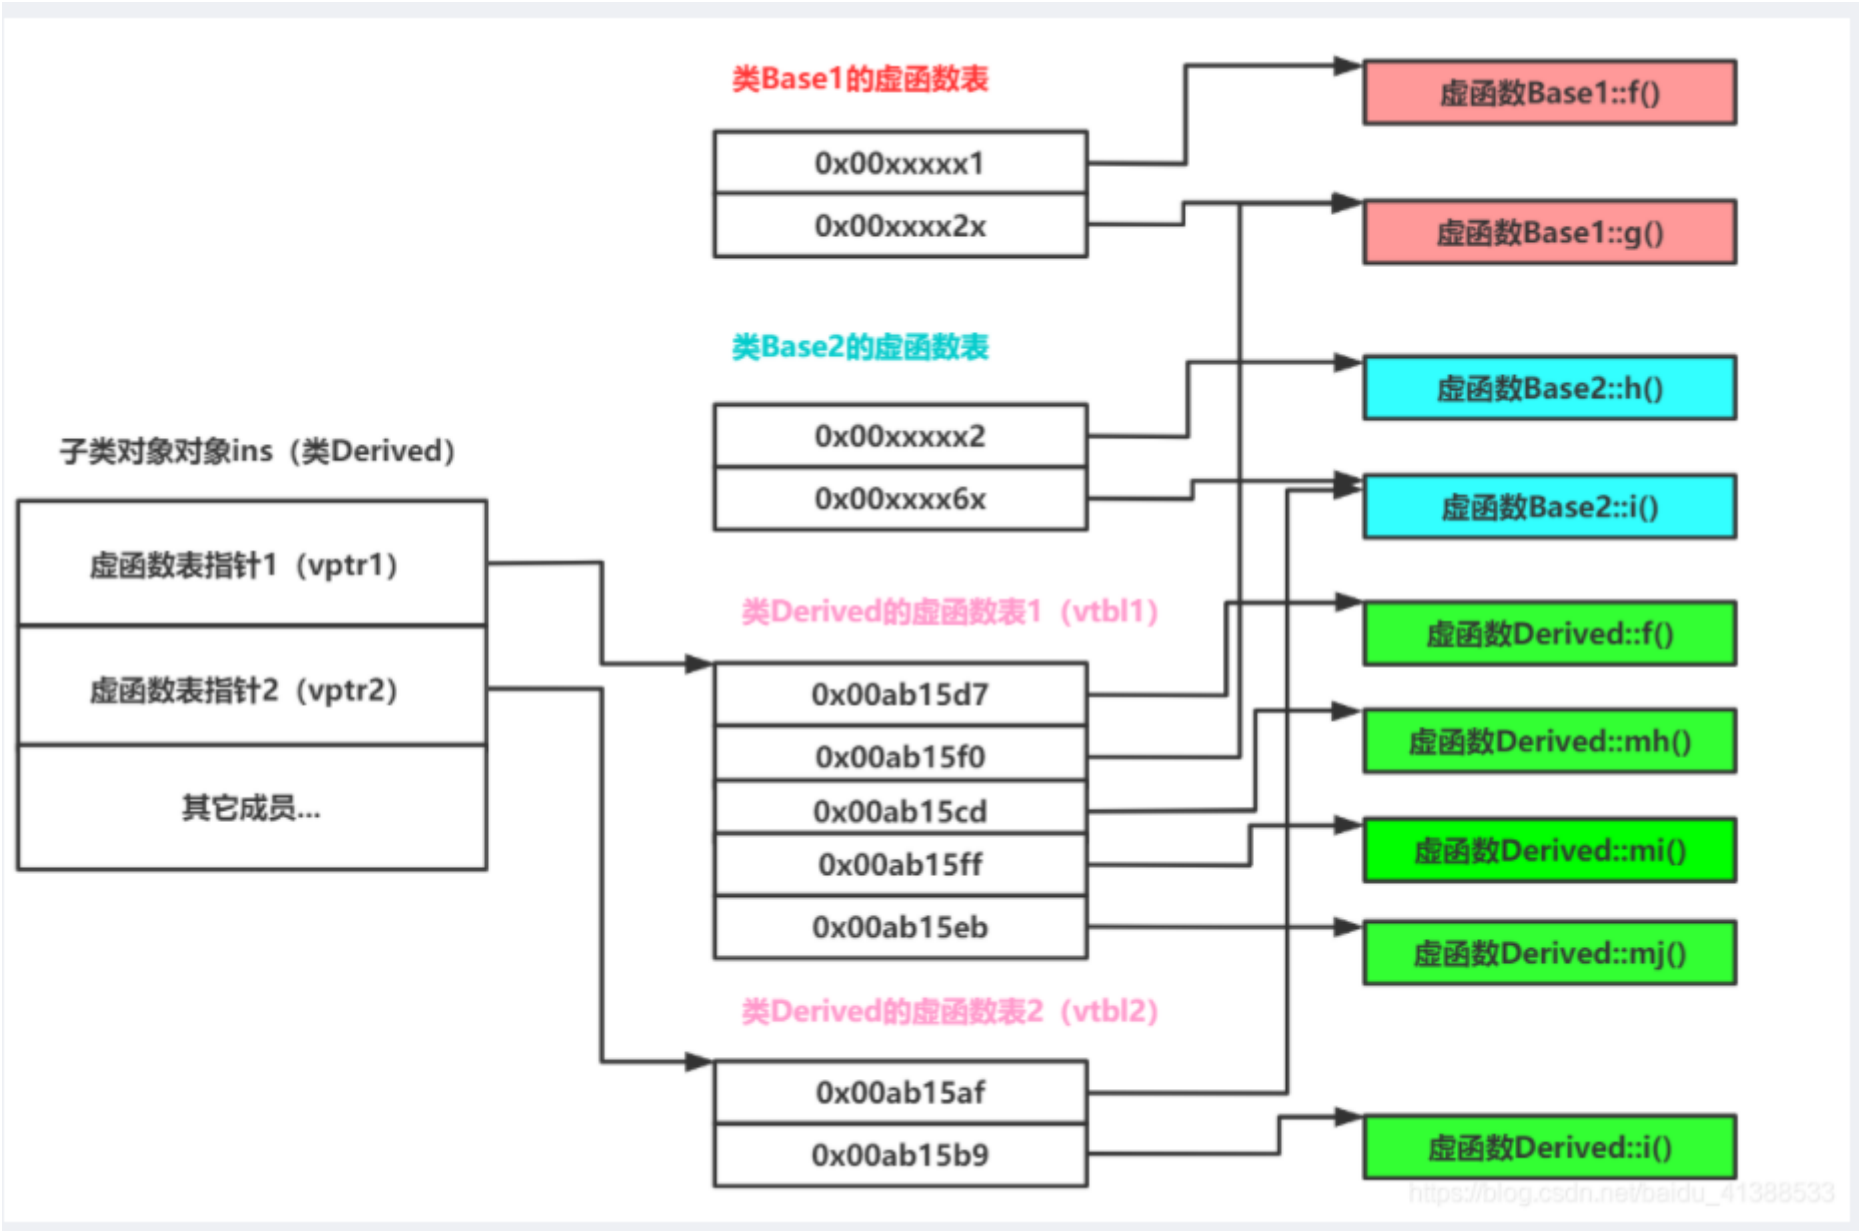 类Base1的虚函数表
0x00xxxxx1
0x00xxxx2x
虚函数Base1::f()
虚函数Base1::g()
类Base2的虚函数表
0x00xxxxx2
0x00xxxx6x
虚函数Base2::h()
虚函数Base2::i()
子类对象对象ins（类Derived）
虚函数表指针1（vptr1）
虚函数表指针2（vptr2）
其它成员...
类Derived的虚函数表1（vtbl1）
0x00ab15d7
0x00ab15f0
0x00ab15cd
0x00ab15ff
0x00ab15eb
虚函数Derived::f()
虚函数Derived::mh()
虚函数Derived::mi()
虚函数Derived::mj()
类Derived的虚函数表2（vtbl2）
0x00ab15af
0x00ab15b9
虚函数Derived::i()
https://blog.csdn.net/baidu_41388533